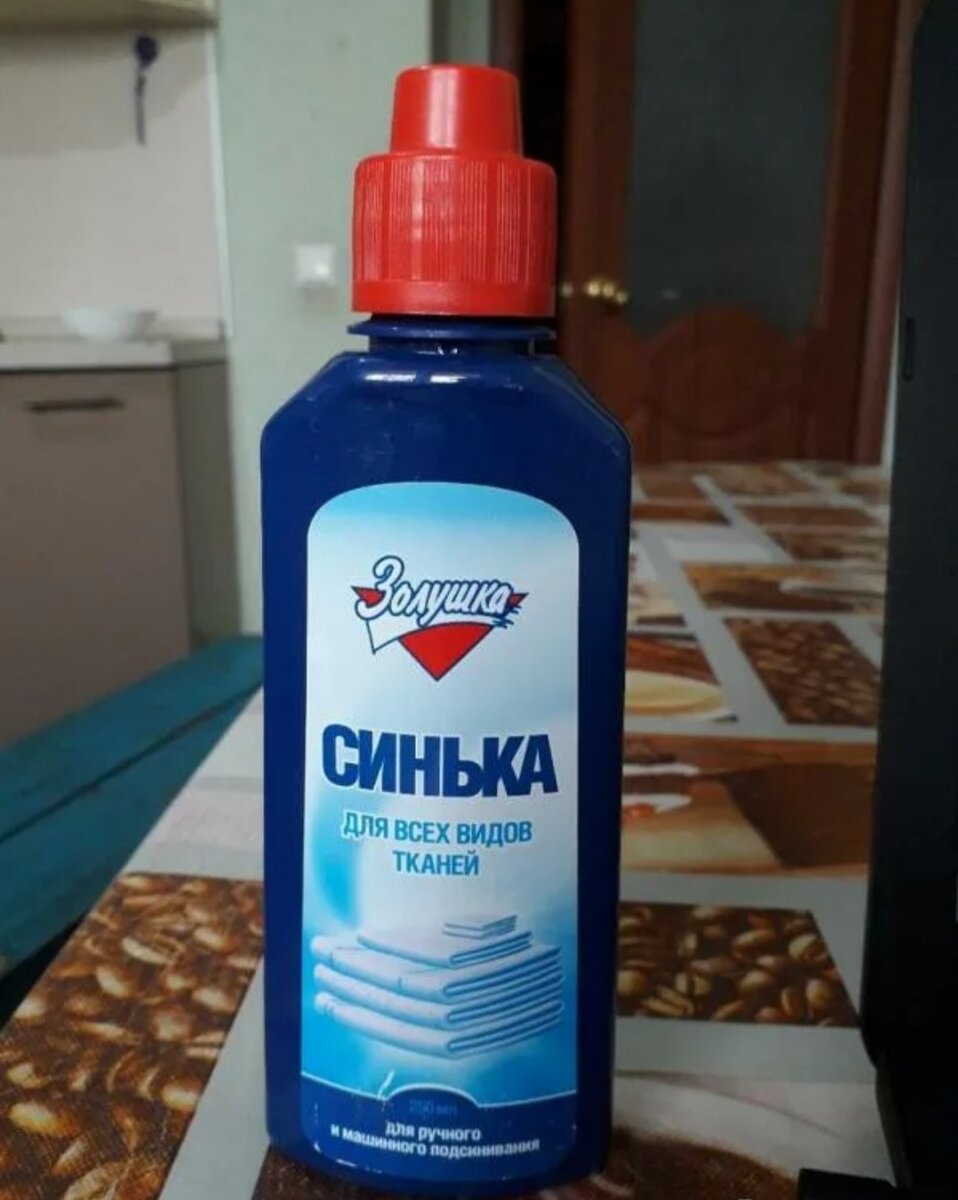 Золушка
СИНЬКА
ДЛЯ ВСЕХ ВИДОВ
ТКАНЕЙ
для ручного
и машинного подсинивания